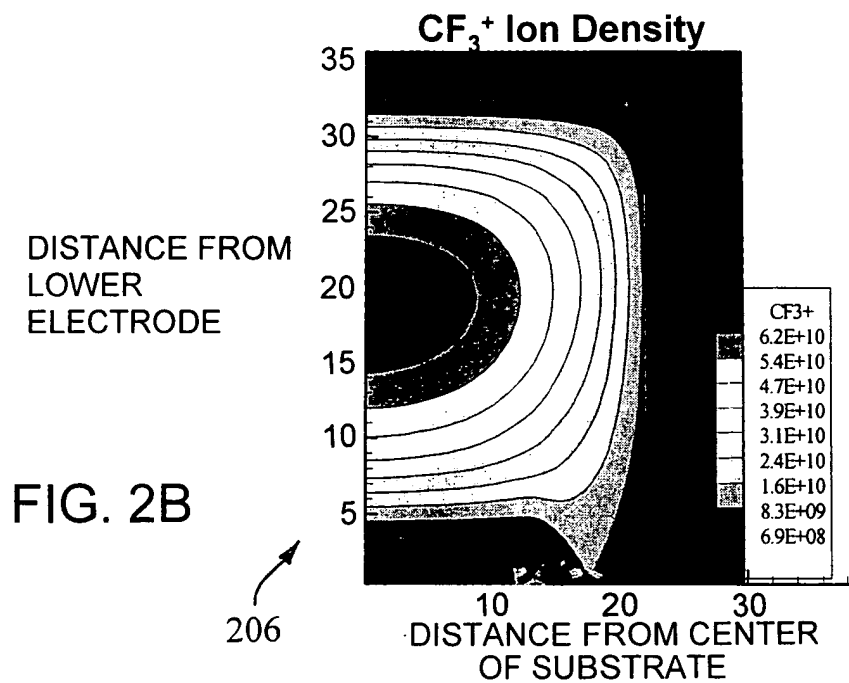 CF₃⁺ Ion Density
35
30
25
20
15
10
5
DISTANCE FROM
LOWER
ELECTRODE
CF3+
6.2E+10
5.4E+10
4.7E+10
3.9E+10
3.1E+10
2.4E+10
1.6E+10
8.3E+09
6.9E+08
FIG. 2B
206
10 20 30
DISTANCE FROM CENTER
OF SUBSTRATE